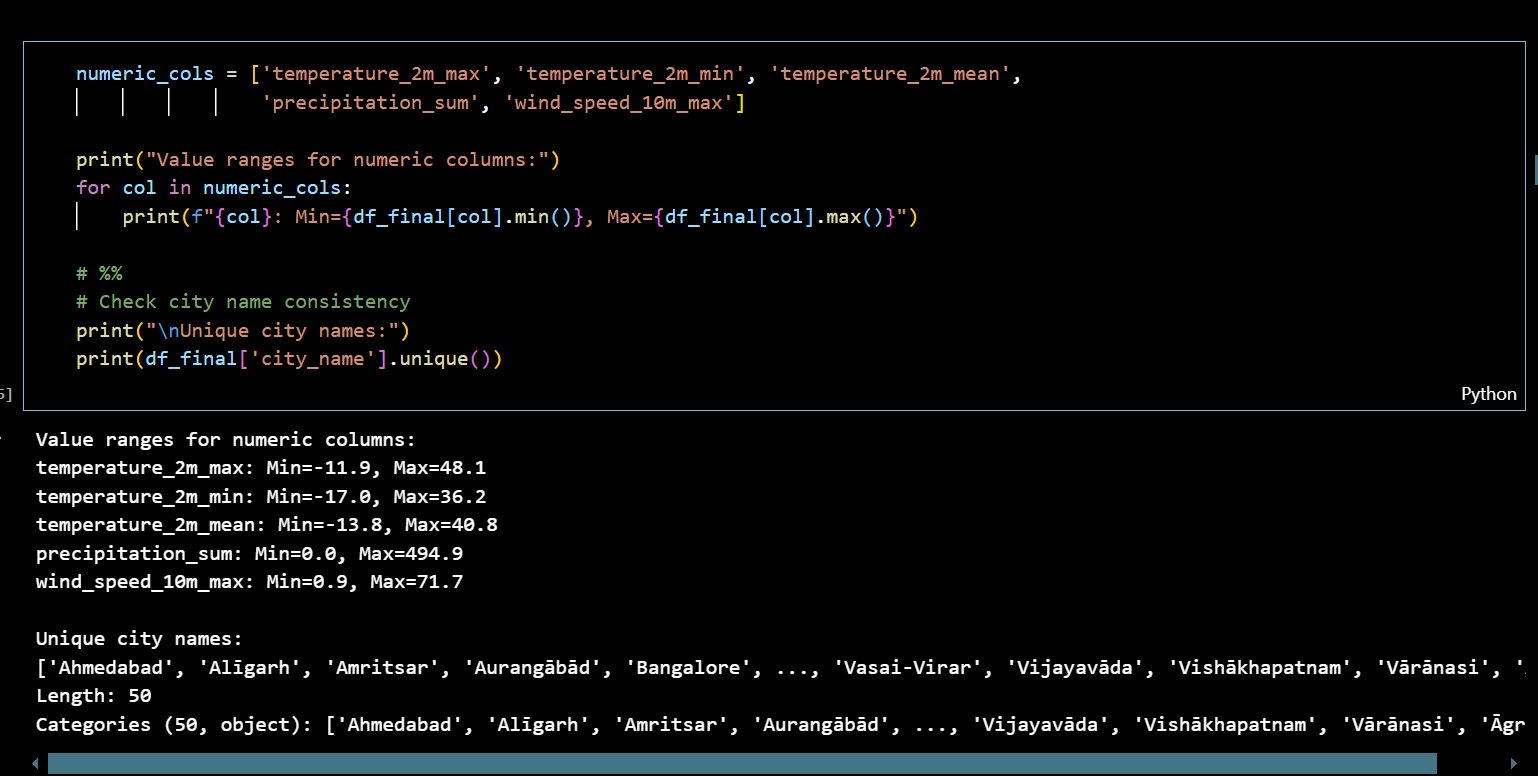 numeric_cols = ['temperature_2m_max', 'temperature_2m_min', 'temperature_2m_mean',
                'precipitation_sum', 'wind_speed_10m_max']

print("Value ranges for numeric columns:")
for col in numeric_cols:
    print(f"{col}: Min={df_final[col].min()}, Max={df_final[col].max()}")

# %%
# Check city name consistency
print("\nUnique city names:")
print(df_final['city_name'].unique())
5]
Python
Value ranges for numeric columns:
temperature_2m_max: Min=-11.9, Max=48.1
temperature_2m_min: Min=-17.0, Max=36.2
temperature_2m_mean: Min=-13.8, Max=40.8
precipitation_sum: Min=0.0, Max=494.9
wind_speed_10m_max: Min=0.9, Max=71.7

Unique city names:
['Ahmedabad', 'Alīgarh', 'Amritsar', 'Aurangābād', 'Bangalore', ..., 'Vasai-Virar', 'Vijayavāda', 'Vishākhapatnam', 'Vārānasi', '
Length: 50
Categories (50, object): ['Ahmedabad', 'Alīgarh', 'Amritsar', 'Aurangābād', ..., 'Vijayavāda', 'Vishākhapatnam', 'Vārānasi', 'Āgr